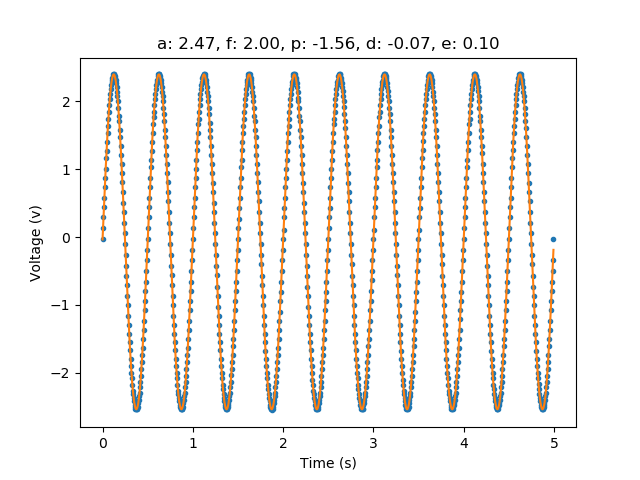 a: 2.47, f: 2.00, p: -1.56, d: -0.07, e: 0.10
2
1
0
−1
−2
Voltage (v)
0 1 2 3 4 5
Time (s)